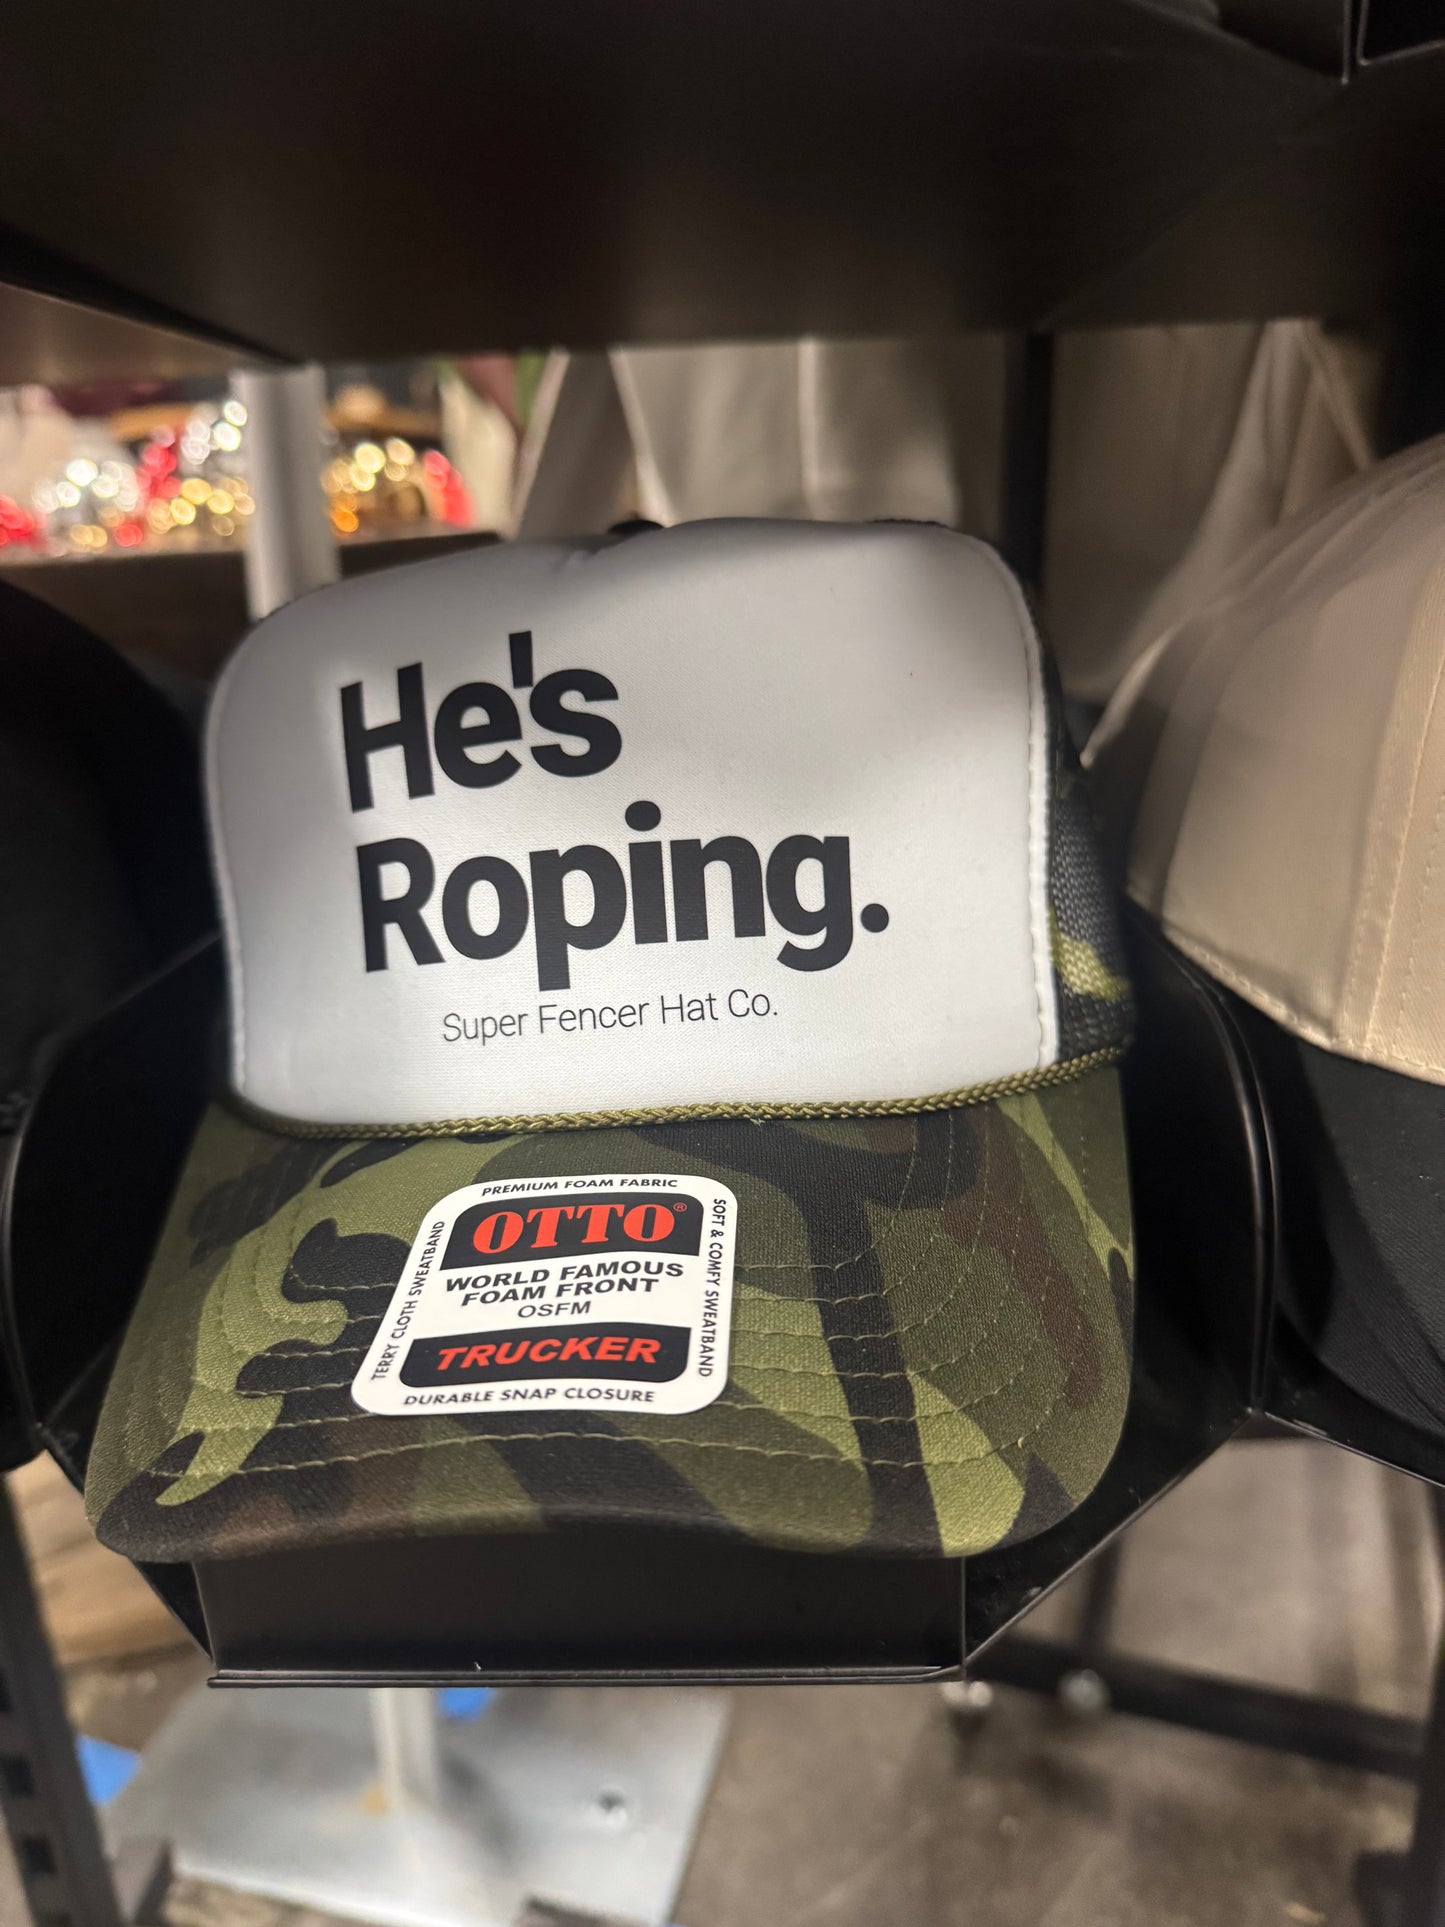 He's
Roping.
Super Fencer Hat Co.
PREMIUM FOAM FABRIC
OTTO®
WORLD FAMOUS
FOAM FRONT
OSFM
TRUCKER
DURABLE SNAP CLOSURE
TERRY CLOTH SWEATBAND
SOFT & COMFY SWEATBAND